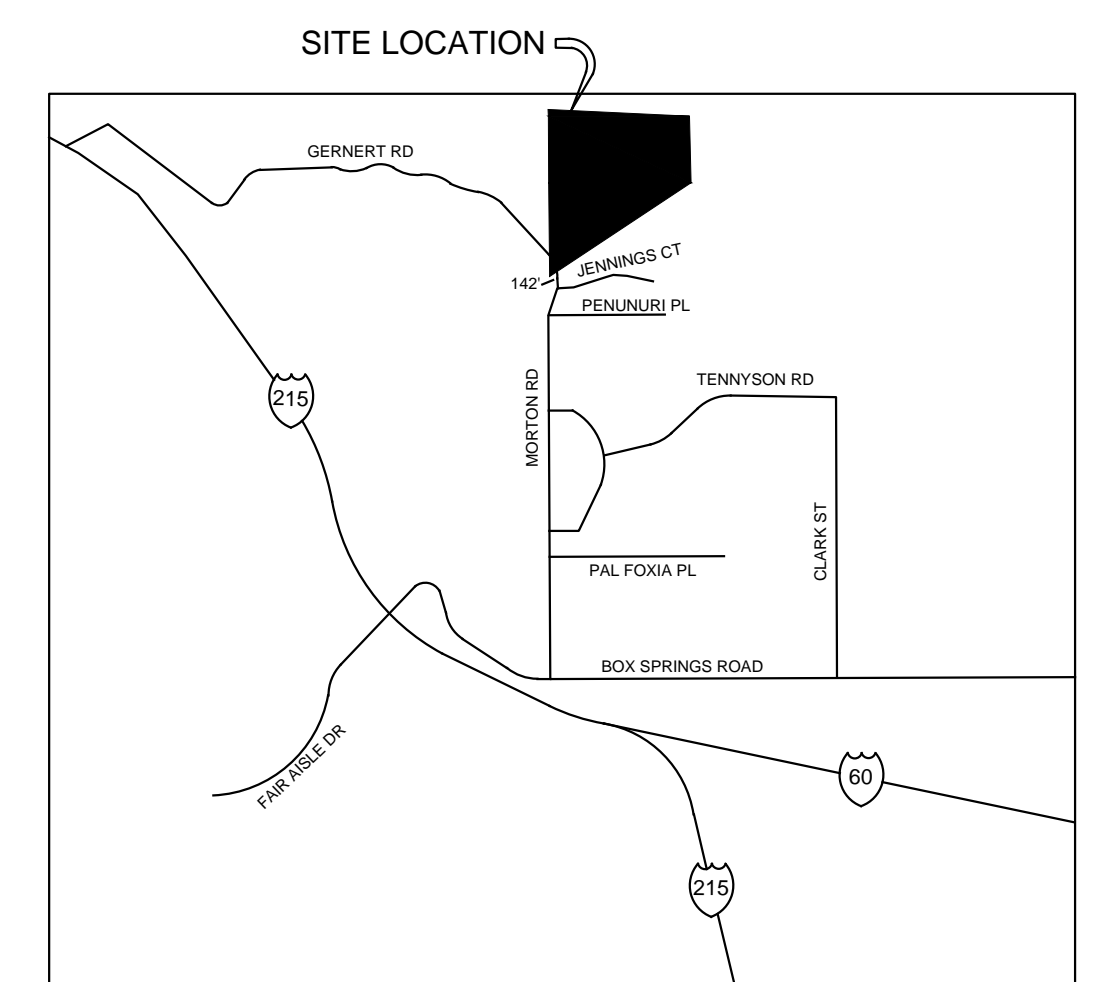 SITE LOCATION
GERNERT RD
JENNINGS CT
142'
PENUNURI PL
TENNYSON RD
MORTON RD
215
CLARK ST
PAL FOXIA PL
BOX SPRINGS ROAD
FAIR AISLE DR
60
215